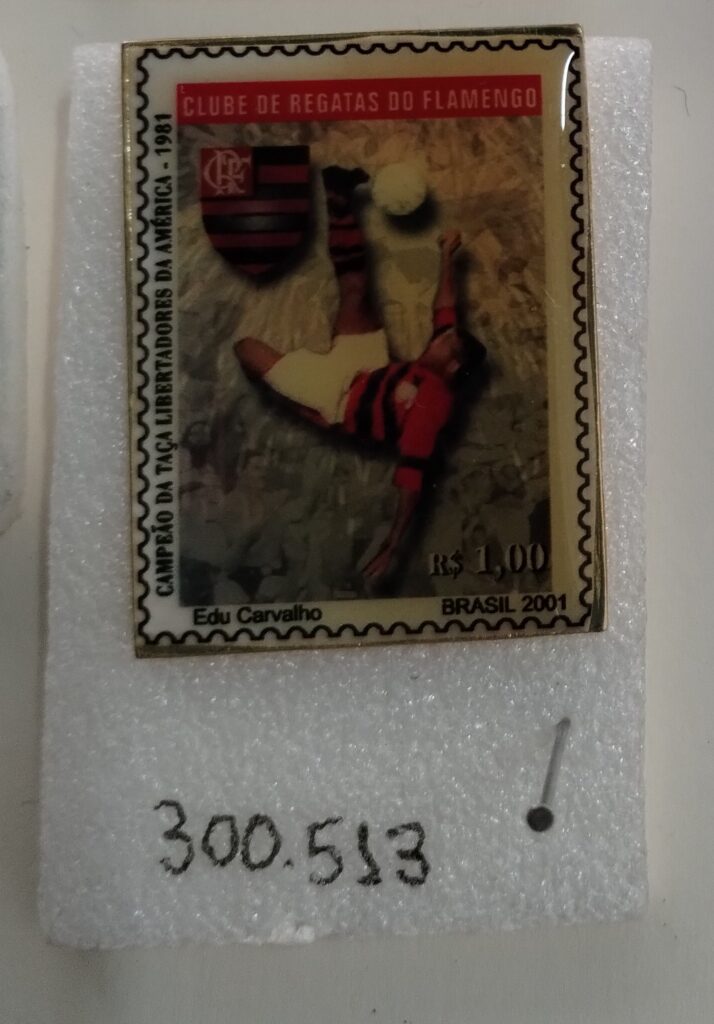 CLUBE DE REGATAS DO FLAMENGO
CAMPEÃO DA TAÇA LIBERTADORES DA AMÉRICA - 1981
CRF
R$ 1,00
Edu Carvalho
BRASIL 2001
300.513